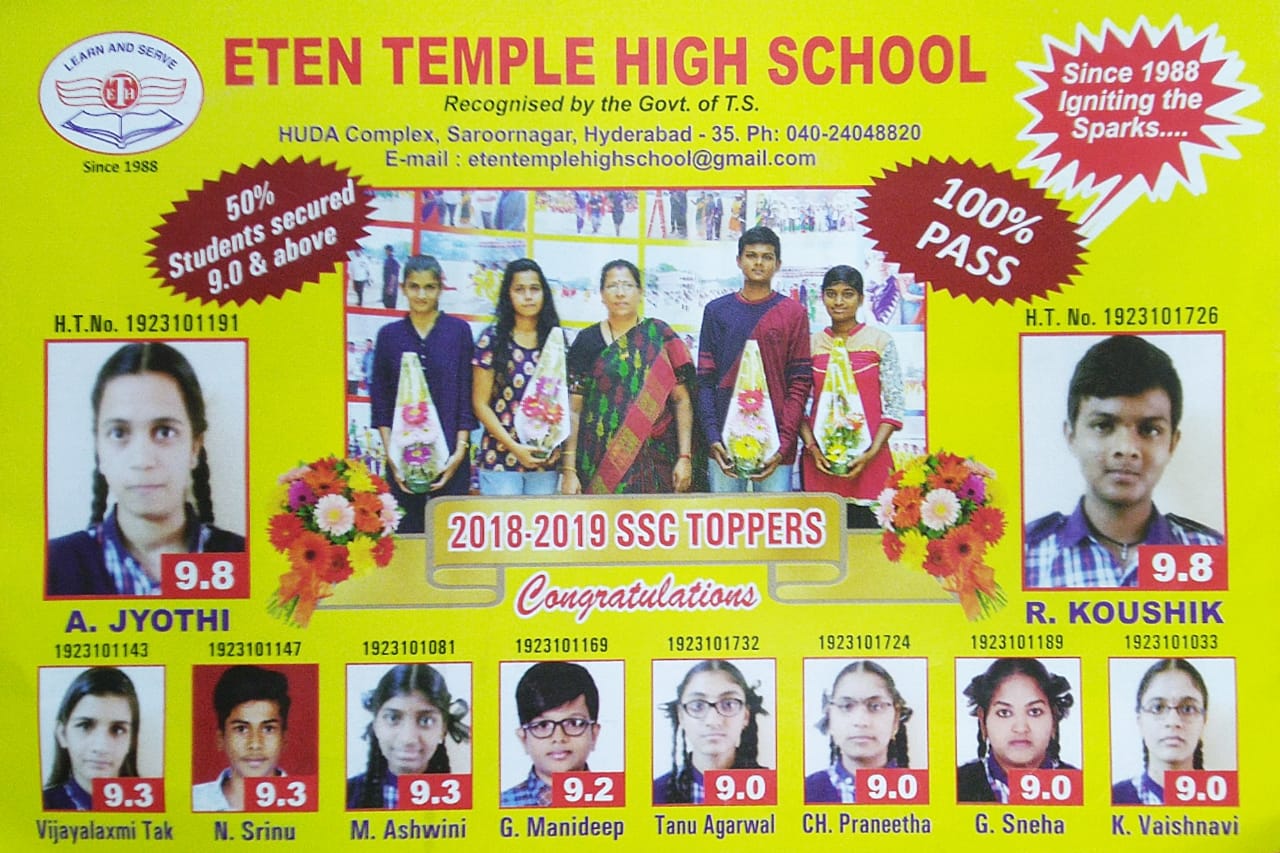 LEARN AND SERVE
ETH
Since 1988
ETEN TEMPLE HIGH SCHOOL
Recognised by the Govt. of T.S.
HUDA Complex, Saroornagar, Hyderabad - 35. Ph: 040-24048820
E-mail : etentemplehighschool@gmail.com
Since 1988
Igniting the
Sparks....
50%
Students secured
9.0 & above
100%
PASS
H.T.No. 1923101191
9.8
A. JYOTHI
H.T. No. 1923101726
9.8
R. KOUSHIK
2018-2019 SSC TOPPERS
Congratulations
1923101143 1923101147 1923101081 1923101169 1923101732 1923101724 1923101189 1923101033
9.3 9.3 9.3 9.2 9.0 9.0 9.0 9.0
Vijayalaxmi Tak N. Srinu M. Ashwini G. Manideep Tanu Agarwal CH. Praneetha G. Sneha K. Vaishnavi